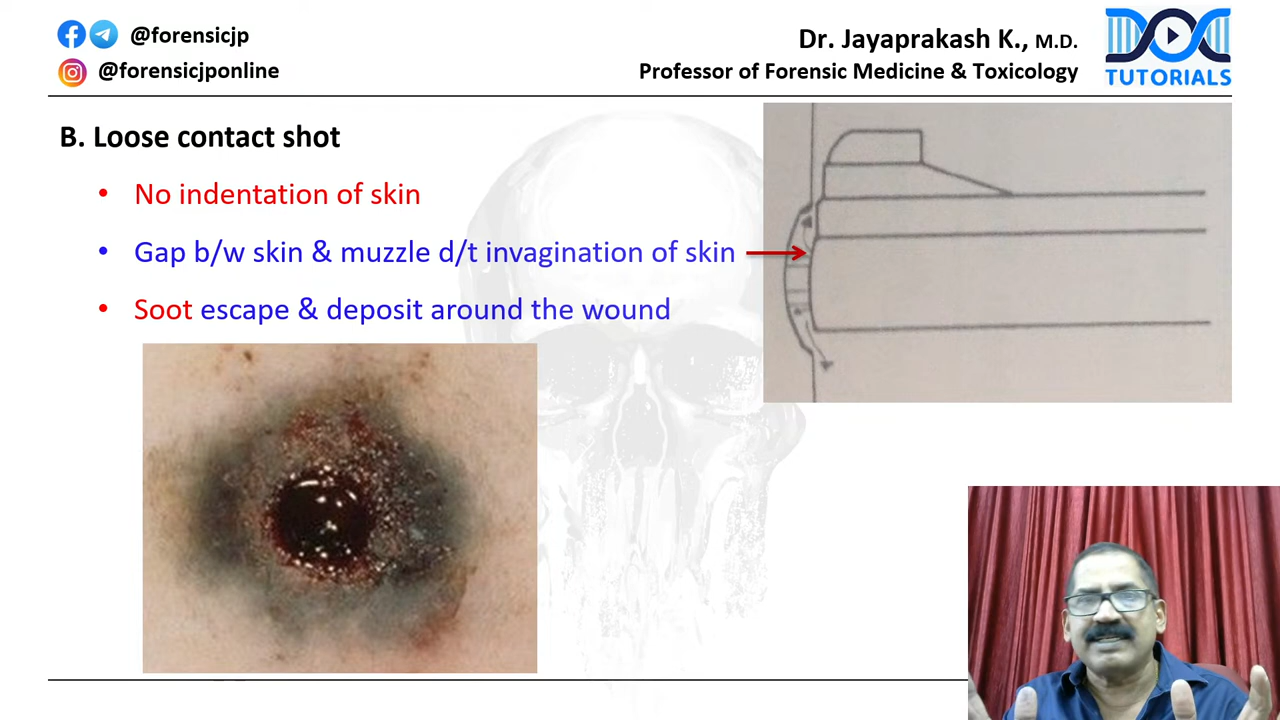 @forensicjp
@forensicjponline
Dr. Jayaprakash K., M.D.
Professor of Forensic Medicine & Toxicology
TUTORIALS
B. Loose contact shot
• No indentation of skin
• Gap b/w skin & muzzle d/t invagination of skin
• Soot escape & deposit around the wound